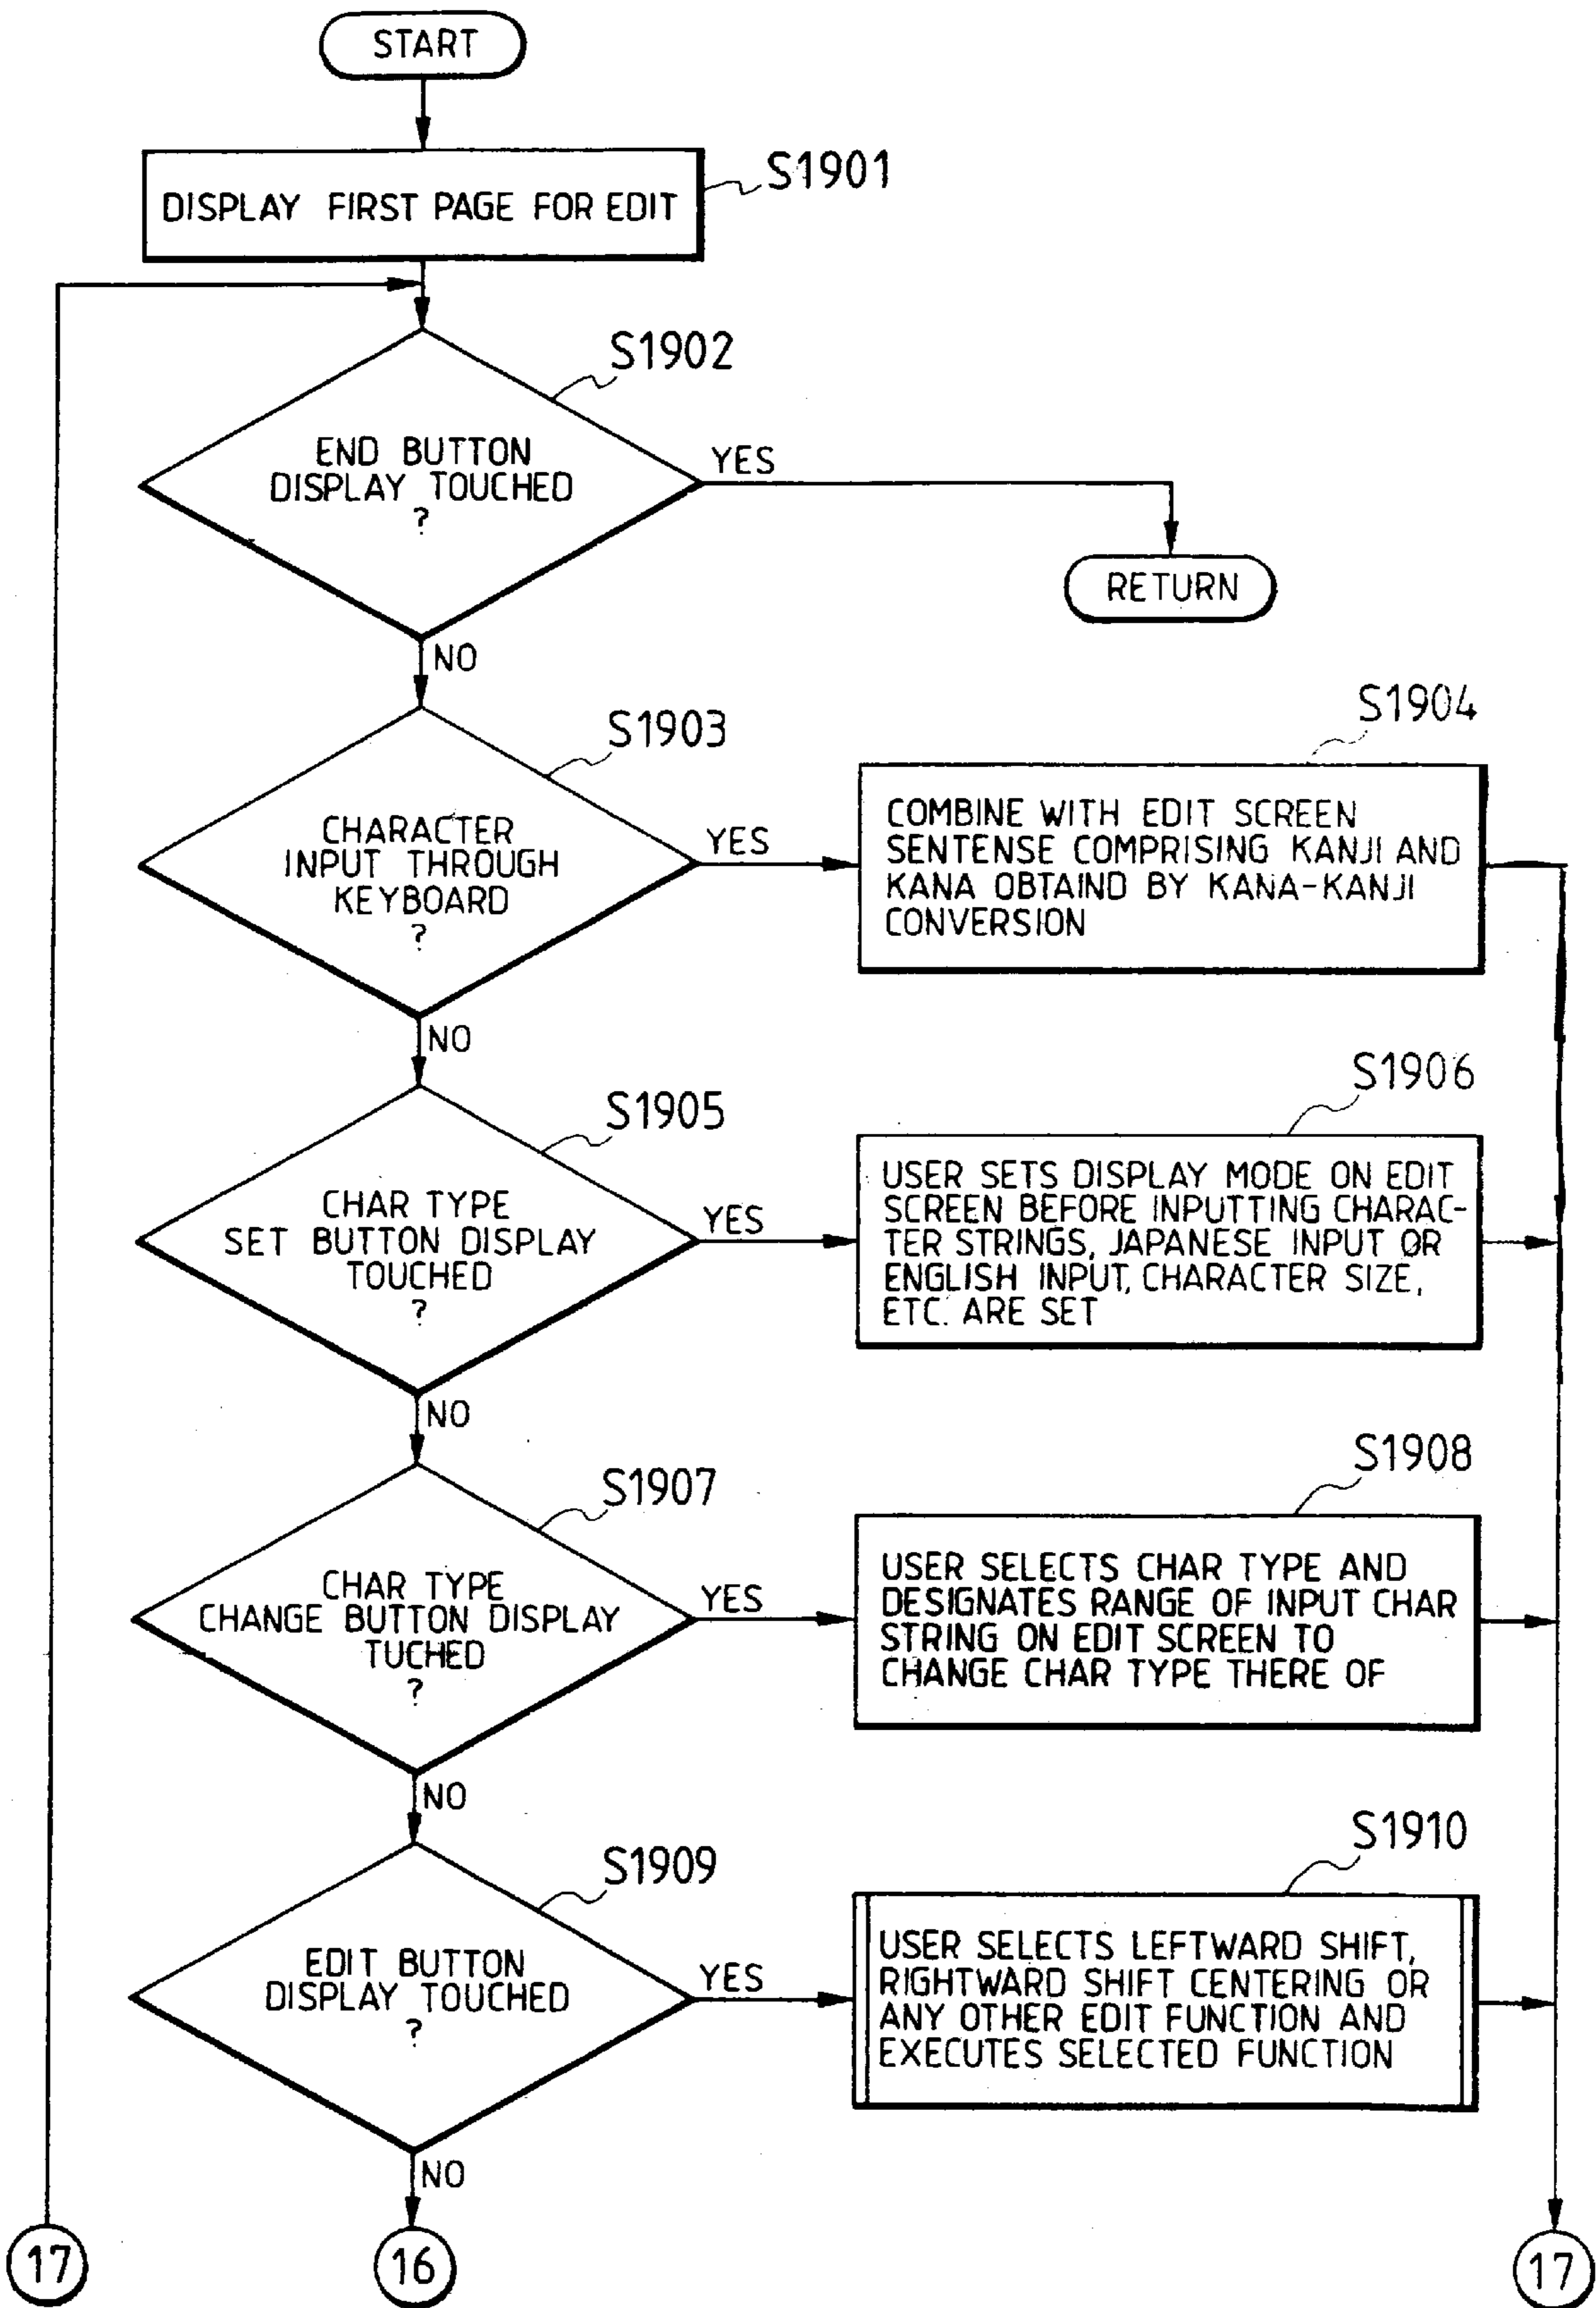 START
S1901
DISPLAY FIRST PAGE FOR EDIT
S1902
END BUTTON
DISPLAY TOUCHED
?
YES
RETURN
NO
S1903
CHARACTER
INPUT THROUGH
KEYBOARD
?
YES
S1904
COMBINE WITH EDIT SCREEN
SENTENSE COMPRISING KANJI AND
KANA OBTAIND BY KANA-KANJI
CONVERSION
NO
S1905
CHAR TYPE
SET BUTTON DISPLAY
TOUCHED
?
YES
S1906
USER SETS DISPLAY MODE ON EDIT
SCREEN BEFORE INPUTTING CHARAC-
TER STRINGS, JAPANESE INPUT OR
ENGLISH INPUT, CHARACTER SIZE,
ETC. ARE SET
NO
S1907
CHAR TYPE
CHANGE BUTTON DISPLAY
TUCHED
?
YES
S1908
USER SELECTS CHAR TYPE AND
DESIGNATES RANGE OF INPUT CHAR
STRING ON EDIT SCREEN TO
CHANGE CHAR TYPE THERE OF
NO
S1909
EDIT BUTTON
DISPLAY TOUCHED
?
YES
S1910
USER SELECTS LEFTWARD SHIFT,
RIGHTWARD SHIFT CENTERING OR
ANY OTHER EDIT FUNCTION AND
EXECUTES SELECTED FUNCTION
NO
17
16
17